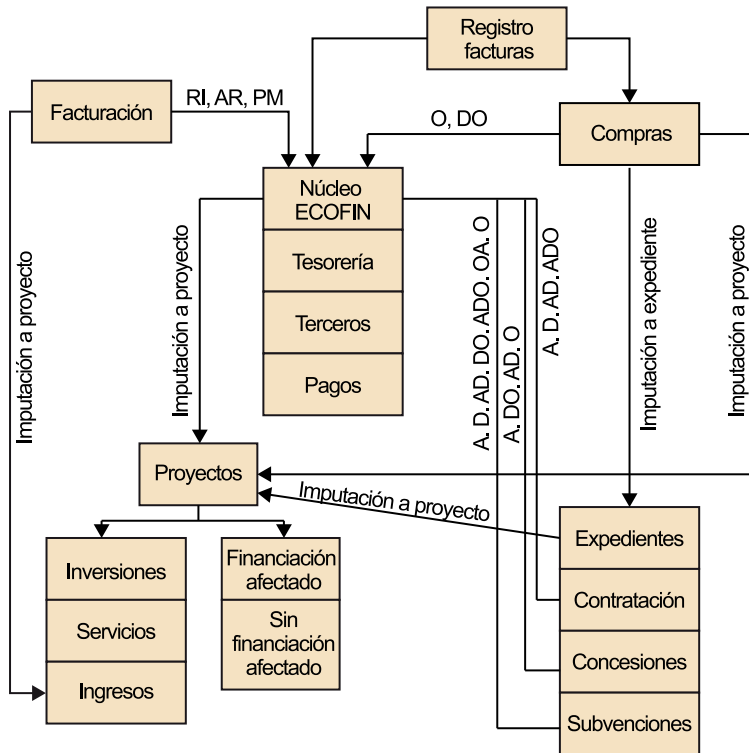 Registro
facturas
RI, AR, PM
Facturación
O, DO
Compras
Núcleo
ECOFIN
Tesorería
Terceros
Pagos
Imputación a proyecto
Imputación a proyecto
A. D. AD. DO. ADO. OA. O
A. DO. AD. O
A. D. AD. ADO
Imputación a expediente
Imputación a proyecto
Proyectos
Imputación a proyecto
Inversiones
Servicios
Ingresos
Financiación
afectado
Sin
financiación
afectado
Expedientes
Contratación
Concesiones
Subvenciones